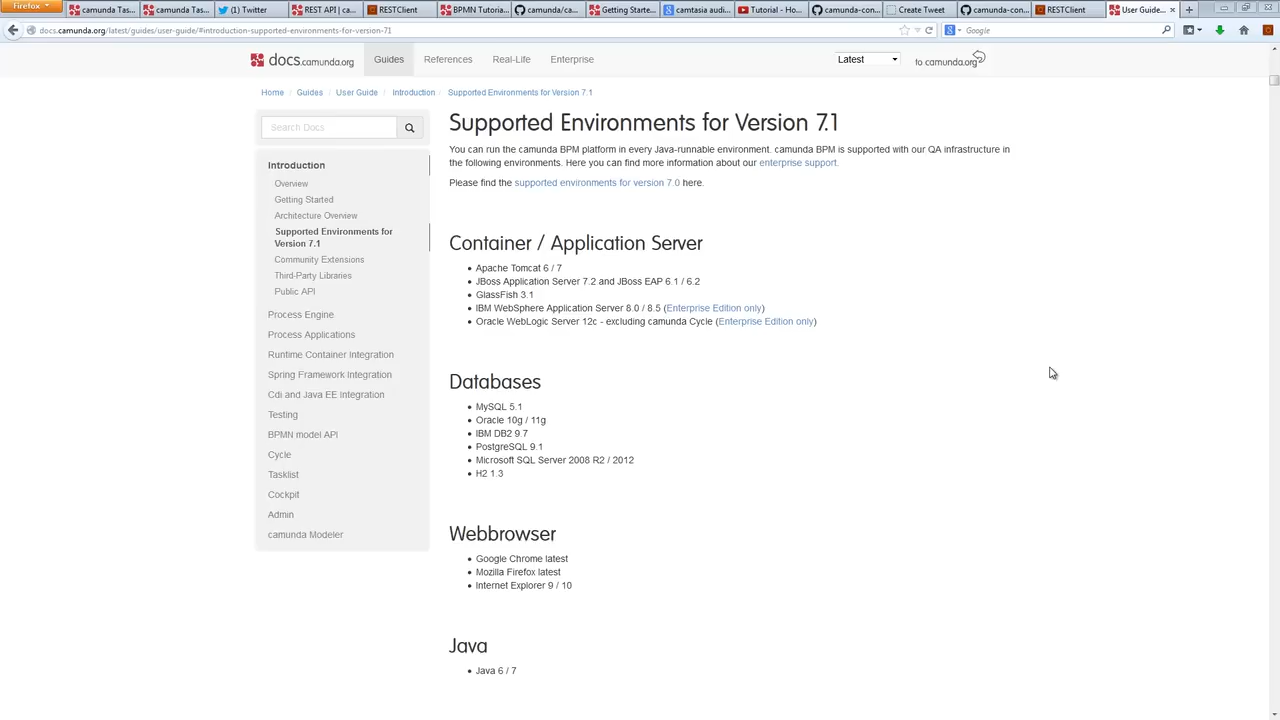 Firefox
camunda Tas... camunda Tas... (1) Twitter REST API | ca... RESTClient BPMN Tutoria... camunda/ca... Getting Starte... camtasia audi... Tutorial - Ho... camunda-con... Create Tweet camunda-con... RESTClient User Guide...
docs.camunda.org/latest/guides/user-guide/#introduction-supported-environments-for-version-71
Google
docs.camunda.org Guides References Real-Life Enterprise Latest to camunda.org
Home / Guides / User Guide / Introduction / Supported Environments for Version 7.1
Search Docs
Introduction
Overview
Getting Started
Architecture Overview
Supported Environments for
Version 7.1
Community Extensions
Third-Party Libraries
Public API
Process Engine
Process Applications
Runtime Container Integration
Spring Framework Integration
Cdi and Java EE Integration
Testing
BPMN model API
Cycle
Tasklist
Cockpit
Admin
camunda Modeler
Supported Environments for Version 7.1
You can run the camunda BPM platform in every Java-runnable environment. camunda BPM is supported with our QA infrastructure in
the following environments. Here you can find more information about our enterprise support.
Please find the supported environments for version 7.0 here.
Container / Application Server
Apache Tomcat 6 / 7
JBoss Application Server 7.2 and JBoss EAP 6.1 / 6.2
GlassFish 3.1
IBM WebSphere Application Server 8.0 / 8.5 (Enterprise Edition only)
Oracle WebLogic Server 12c - excluding camunda Cycle (Enterprise Edition only)
Databases
MySQL 5.1
Oracle 10g / 11g
IBM DB2 9.7
PostgreSQL 9.1
Microsoft SQL Server 2008 R2 / 2012
H2 1.3
Webbrowser
Google Chrome latest
Mozilla Firefox latest
Internet Explorer 9 / 10
Java
Java 6 / 7